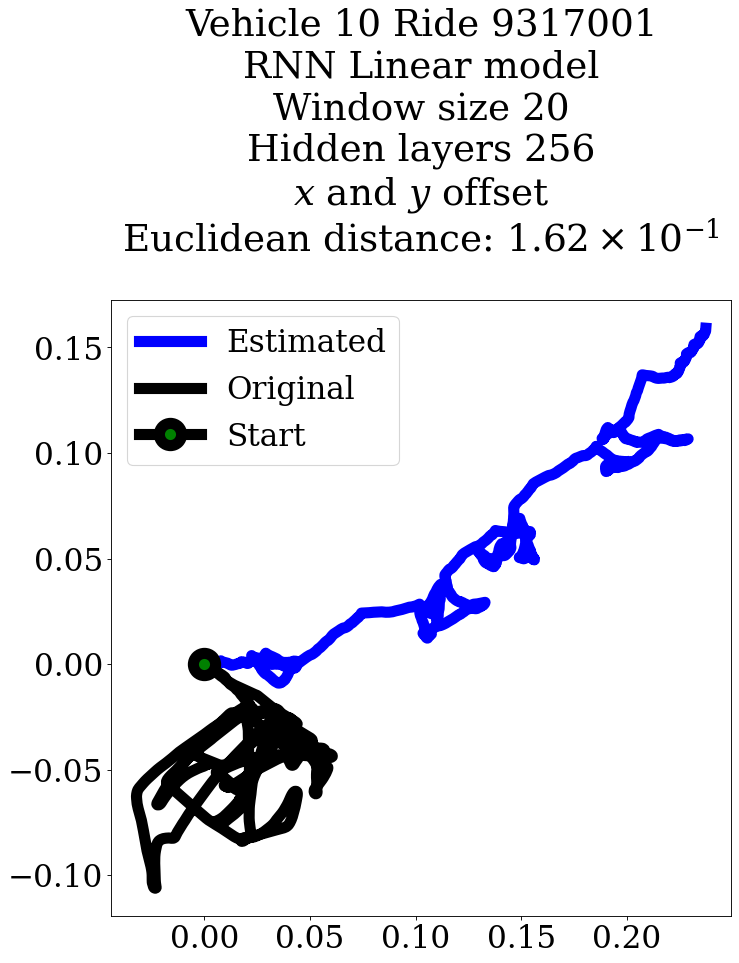 Vehicle 10 Ride 9317001
RNN Linear model
Window size 20
Hidden layers 256
x and y offset
Euclidean distance: 1.62 × 10⁻¹
Estimated
Original
Start
0.15
0.10
0.05
0.00
−0.05
−0.10
0.00 0.05 0.10 0.15 0.20